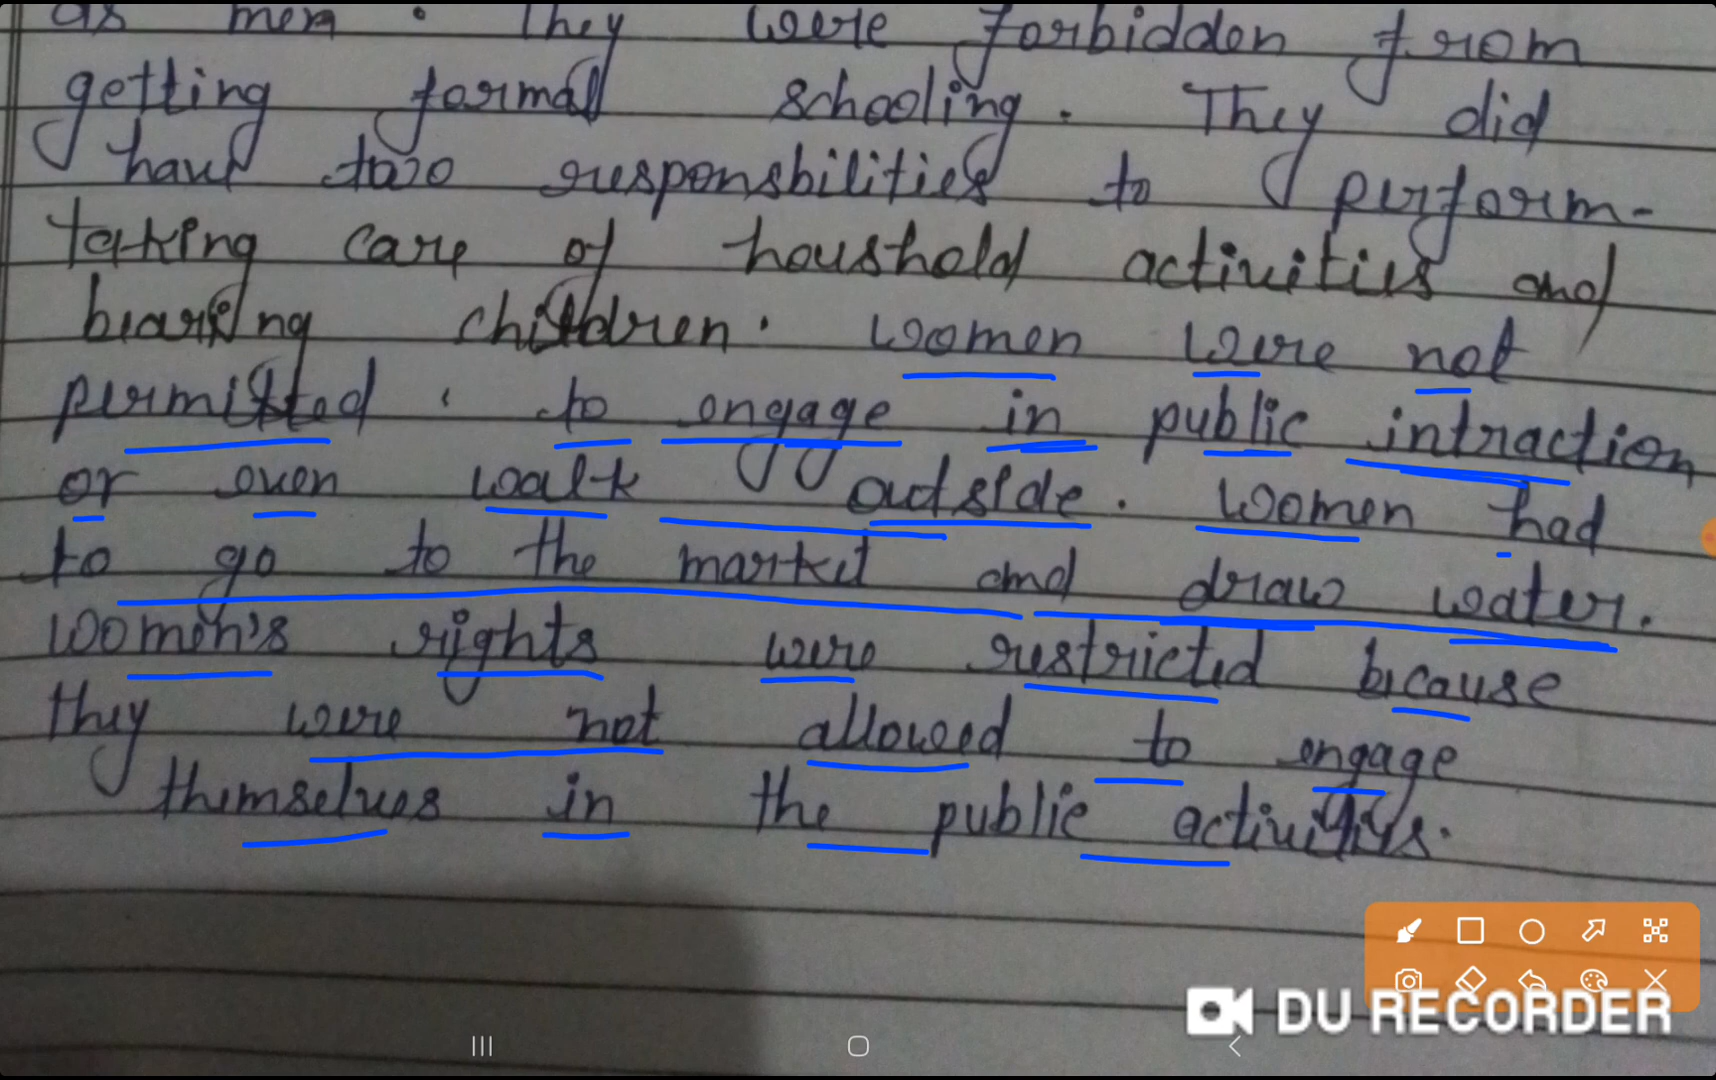 as men. They were forbidden from
getting formal schooling. They did
have two responsbilities to perform-
taking care of houshold activities and
bearing children. women were not
permitted to engage in public intraction
or even walk outside. women had
to go to the market and draw water.
women's rights were restricted because
they were not allowed to engage
themselves in the public activities.
DU RECORDER